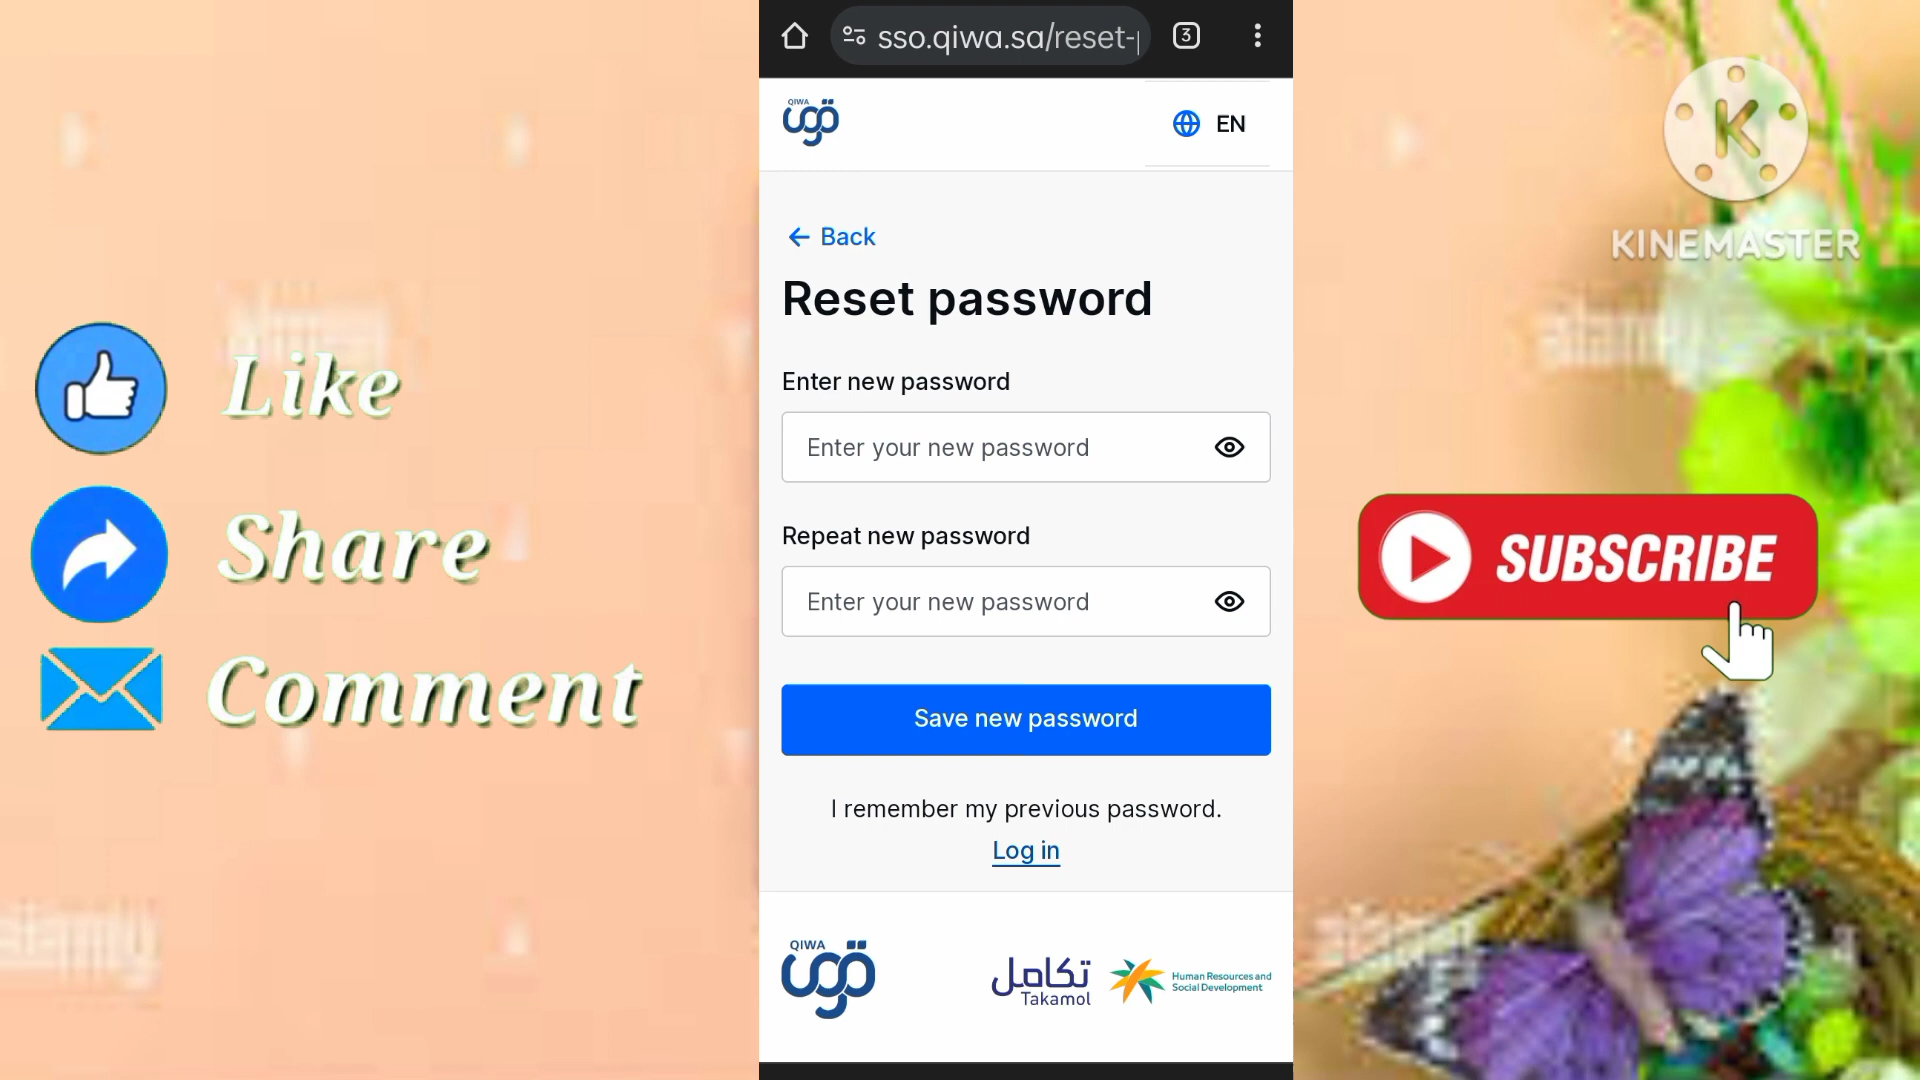 sso.qiwa.sa/reset-
3
QIWA
قوى
EN
Back
Reset password
Enter new password
Enter your new password
Repeat new password
Enter your new password
Save new password
I remember my previous password.
Log in
QIWA
قوى
تكامل
Takamol
Human Resources and
Social Development
Like
Share
Comment
K
KINEMASTER
SUBSCRIBE